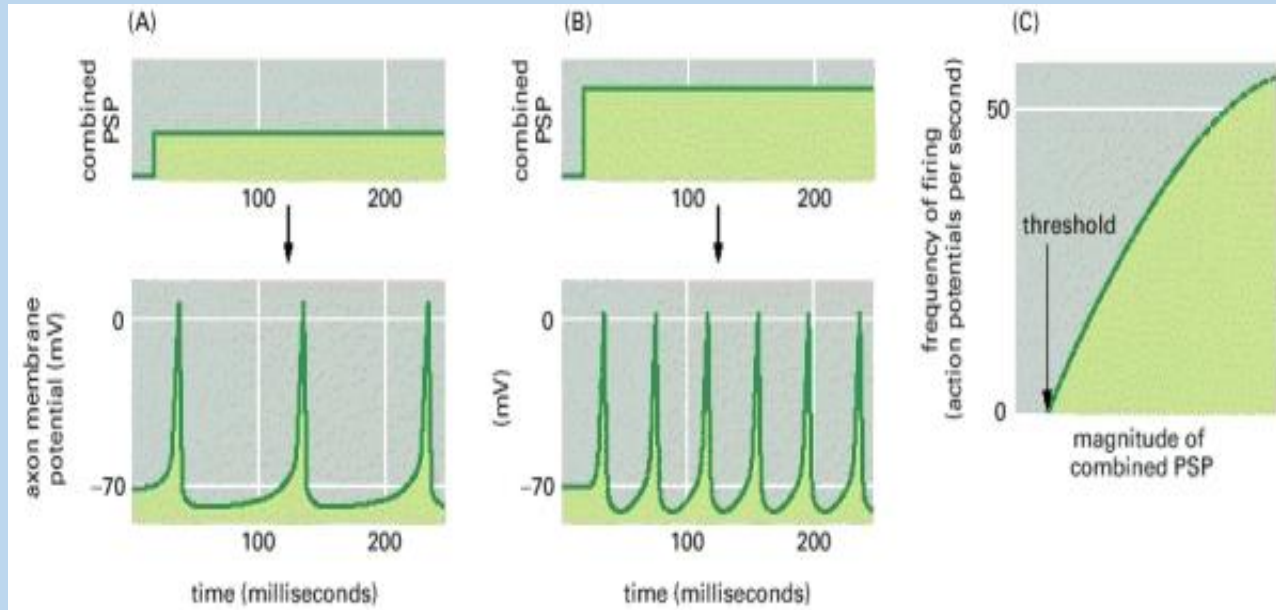 (A)
combined
PSP
100
200
axon membrane
potential (mV)
0
–70
100
200
time (milliseconds)
(B)
combined
PSP
100
200
(mV)
0
–70
100
200
time (milliseconds)
(C)
frequency of firing
(action potentials per second)
50
threshold
0
magnitude of
combined PSP